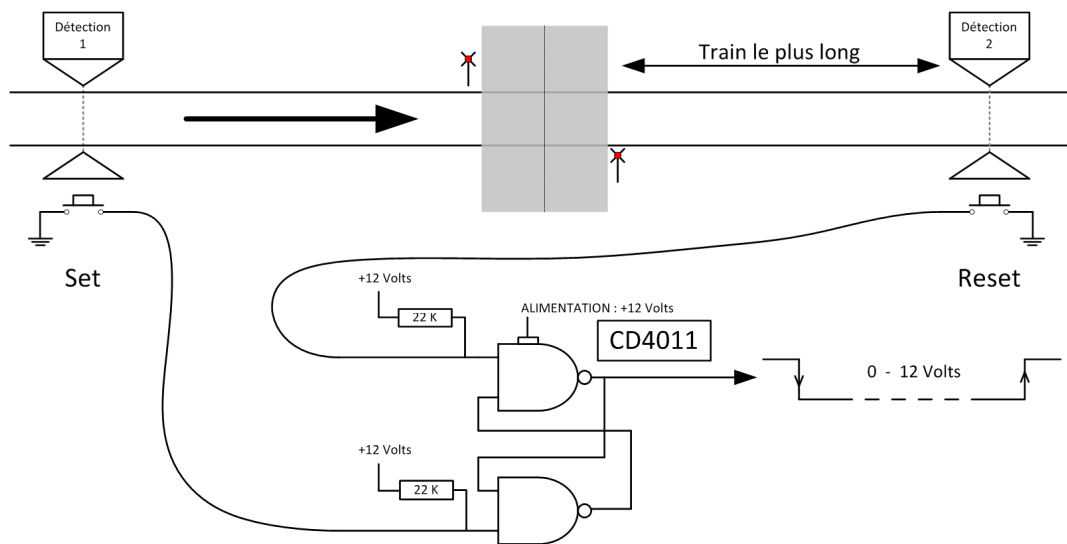 Détection
1
Train le plus long
Détection
2
Set
Reset
+12 Volts
22 K
ALIMENTATION : +12 Volts
CD4011
0 - 12 Volts
+12 Volts
22 K